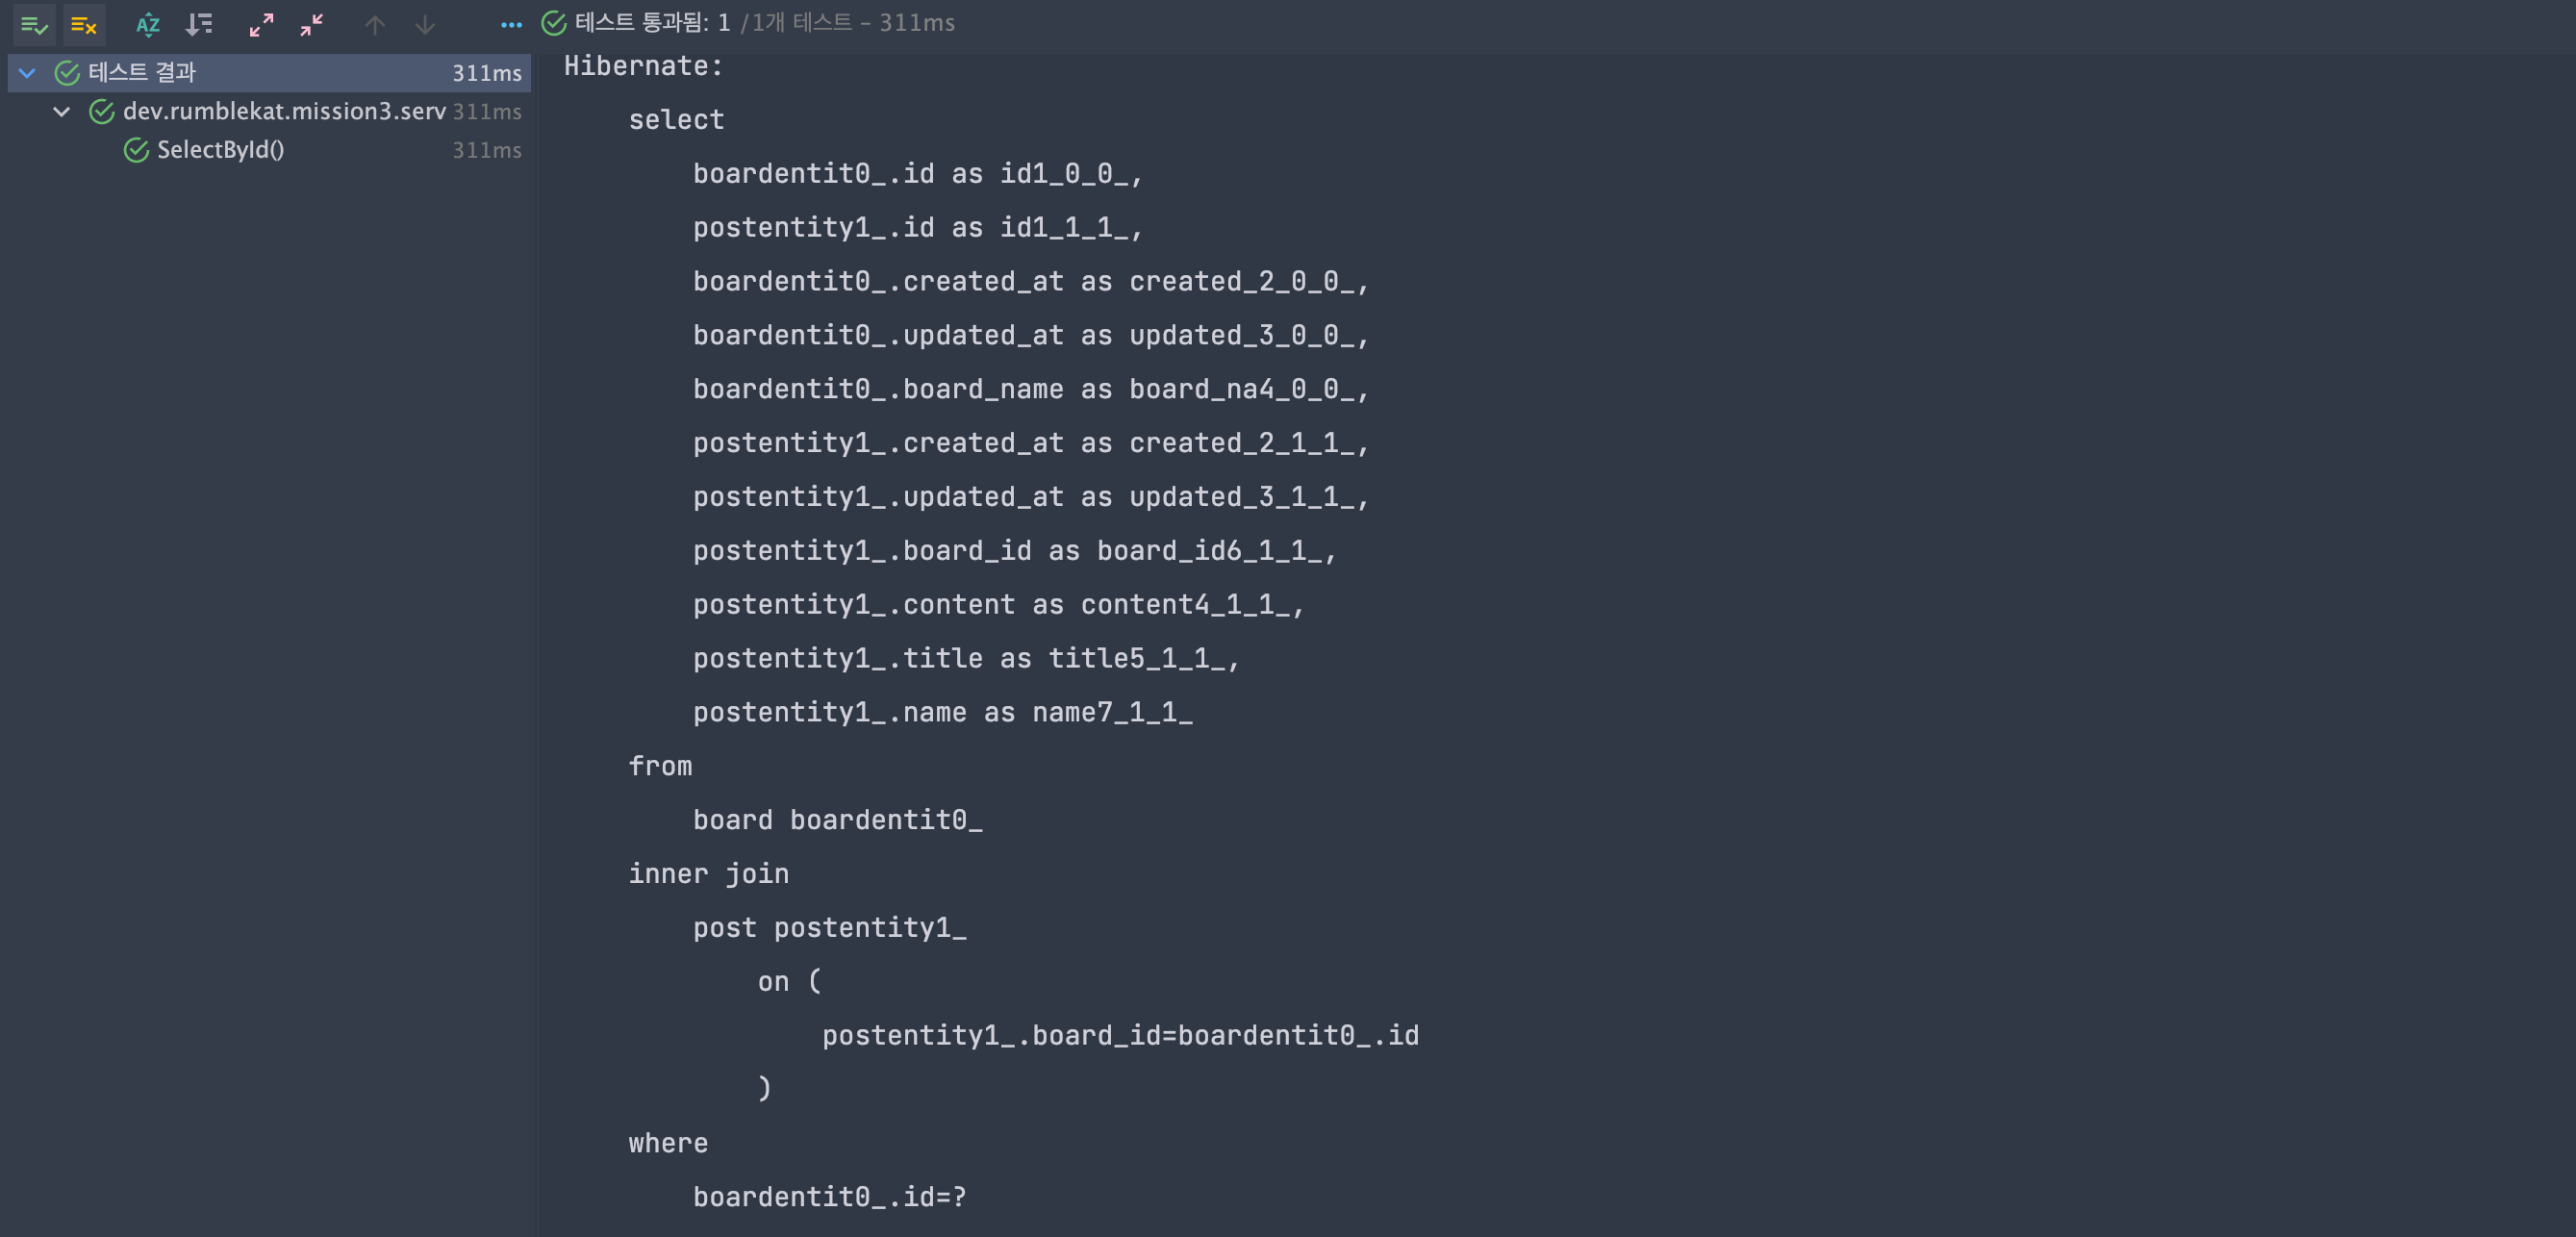 테스트 통과됨: 1 /1개 테스트 – 311ms
테스트 결과 311ms
dev.rumblekat.mission3.serv 311ms
SelectById() 311ms
Hibernate:
select
boardentit0_.id as id1_0_0_,
postentity1_.id as id1_1_1_,
boardentit0_.created_at as created_2_0_0_,
boardentit0_.updated_at as updated_3_0_0_,
boardentit0_.board_name as board_na4_0_0_,
postentity1_.created_at as created_2_1_1_,
postentity1_.updated_at as updated_3_1_1_,
postentity1_.board_id as board_id6_1_1_,
postentity1_.content as content4_1_1_,
postentity1_.title as title5_1_1_,
postentity1_.name as name7_1_1_
from
board boardentit0_
inner join
post postentity1_
on (
postentity1_.board_id=boardentit0_.id
)
where
boardentit0_.id=?